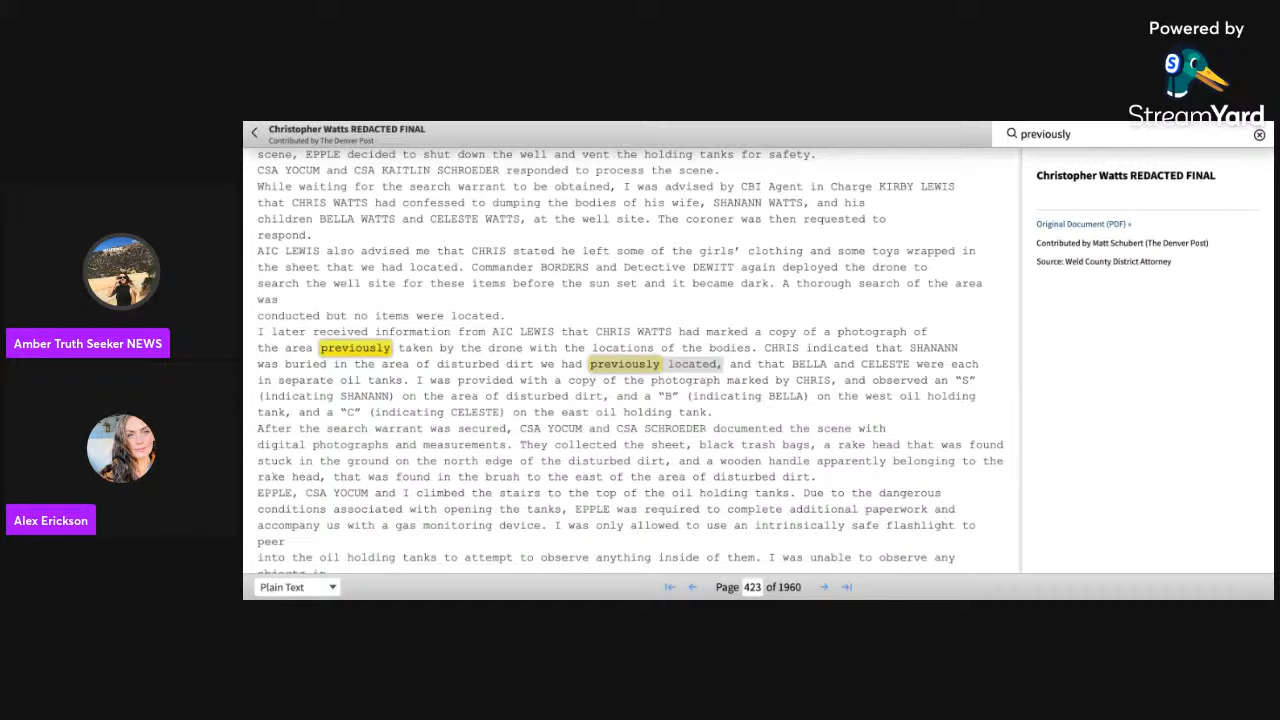 Powered by
StreamYard
Christopher Watts REDACTED FINAL
Contributed by The Denver Post
previously
scene, EPPLE decided to shut down the well and vent the holding tanks for safety.
CSA YOCUM and CSA KAITLIN SCHROEDER responded to process the scene.
While waiting for the search warrant to be obtained, I was advised by CBI Agent in Charge KIRBY LEWIS
that CHRIS WATTS had confessed to dumping the bodies of his wife, SHANANN WATTS, and his
children BELLA WATTS and CELESTE WATTS, at the well site. The coroner was then requested to
respond.
AIC LEWIS also advised me that CHRIS stated he left some of the girls’ clothing and some toys wrapped in
the sheet that we had located. Commander BORDERS and Detective DEWITT again deployed the drone to
search the well site for these items before the sun set and it became dark. A thorough search of the area
was
conducted but no items were located.
I later received information from AIC LEWIS that CHRIS WATTS had marked a copy of a photograph of
the area previously taken by the drone with the locations of the bodies. CHRIS indicated that SHANANN
was buried in the area of disturbed dirt we had previously located, and that BELLA and CELESTE were each
in separate oil tanks. I was provided with a copy of the photograph marked by CHRIS, and observed an “S”
(indicating SHANANN) on the area of disturbed dirt, and a “B” (indicating BELLA) on the west oil holding
tank, and a “C” (indicating CELESTE) on the east oil holding tank.
After the search warrant was secured, CSA YOCUM and CSA SCHROEDER documented the scene with
digital photographs and measurements. They collected the sheet, black trash bags, a rake head that was found
stuck in the ground on the north edge of the disturbed dirt, and a wooden handle apparently belonging to the
rake head, that was found in the brush to the east of the area of disturbed dirt.
EPPLE, CSA YOCUM and I climbed the stairs to the top of the oil holding tanks. Due to the dangerous
conditions associated with opening the tanks, EPPLE was required to complete additional paperwork and
accompany us with a gas monitoring device. I was only allowed to use an intrinsically safe flashlight to
peer
into the oil holding tanks to attempt to observe anything inside of them. I was unable to observe any
objects in
Christopher Watts REDACTED FINAL
Original Document (PDF) »
Contributed by Matt Schubert (The Denver Post)
Source: Weld County District Attorney
Amber Truth Seeker NEWS
Alex Erickson
Plain Text
Page 423 of 1960